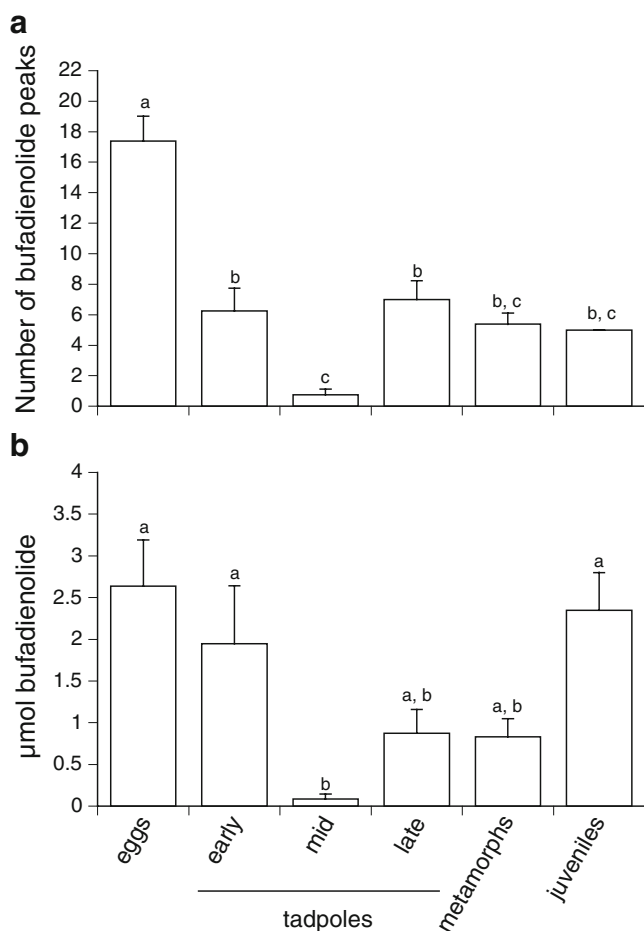 a
Number of bufadienolide peaks
22
20
18
16
14
12
10
8
6
4
2
0
a
b
c
b
b, c
b, c
b
µmol bufadienolide
4
3.5
3
2.5
2
1.5
1
0.5
0
a
a
b
a, b
a, b
a
eggs
early
mid
late
metamorphs
juveniles
tadpoles